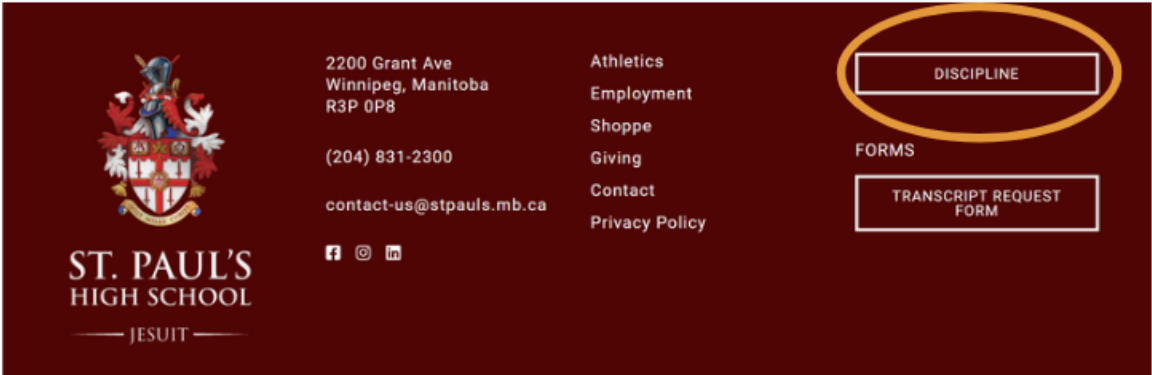 ST. PAUL'S
HIGH SCHOOL
JESUIT
2200 Grant Ave
Winnipeg, Manitoba
R3P 0P8
(204) 831-2300
contact-us@stpauls.mb.ca
Athletics
Employment
Shoppe
Giving
Contact
Privacy Policy
DISCIPLINE
FORMS
TRANSCRIPT REQUEST
FORM